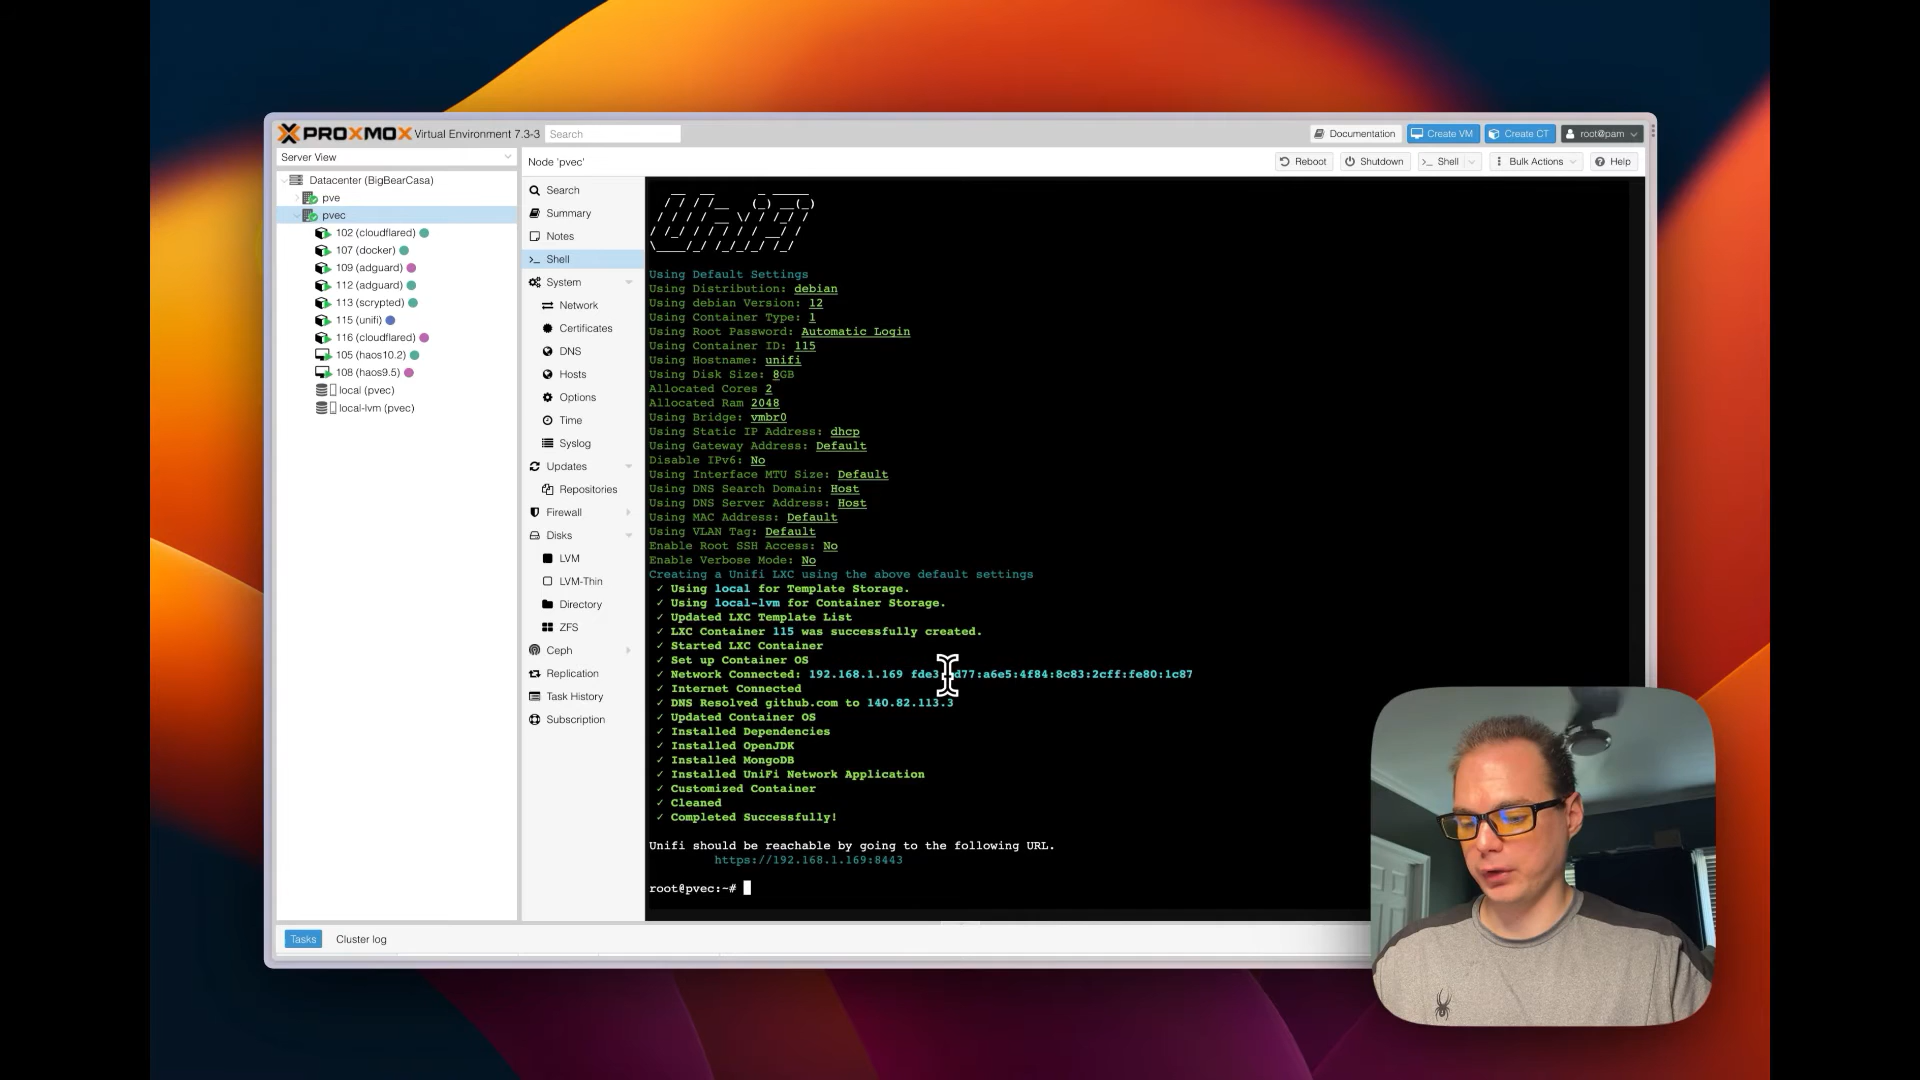 PROXMOX Virtual Environment 7.3-3 Search Documentation Create VM Create CT root@pam
Server View
Datacenter (BigBearCasa)
pve
pvec
102 (cloudflared)
107 (docker)
109 (adguard)
112 (adguard)
113 (scrypted)
115 (unifi)
116 (cloudflared)
105 (haos10.2)
108 (haos9.5)
local (pvec)
local-lvm (pvec)
Node 'pvec' Reboot Shutdown >_ Shell Bulk Actions Help
Search
Summary
Notes
>_ Shell
System
Network
Certificates
DNS
Hosts
Options
Time
Syslog
Updates
Repositories
Firewall
Disks
LVM
LVM-Thin
Directory
ZFS
Ceph
Replication
Task History
Subscription
Unifi
Using Default Settings
Using Distribution: debian
Using debian Version: 12
Using Container Type: 1
Using Root Password: Automatic Login
Using Container ID: 115
Using Hostname: unifi
Using Disk Size: 8GB
Allocated Cores 2
Allocated Ram 2048
Using Bridge: vmbr0
Using Static IP Address: dhcp
Using Gateway Address: Default
Disable IPv6: No
Using Interface MTU Size: Default
Using DNS Search Domain: Host
Using DNS Server Address: Host
Using MAC Address: Default
Using VLAN Tag: Default
Enable Root SSH Access: No
Enable Verbose Mode: No
Creating a Unifi LXC using the above default settings
✓ Using local for Template Storage.
✓ Using local-lvm for Container Storage.
✓ Updated LXC Template List
✓ LXC Container 115 was successfully created.
✓ Started LXC Container
✓ Set up Container OS
✓ Network Connected: 192.168.1.169
✓ Internet Connected
✓ DNS Resolved github.com to 140.82.113.3
✓ Updated Container OS
✓ Installed Dependencies
✓ Installed OpenJDK
✓ Installed MongoDB
✓ Installed UniFi Network Application
✓ Customized Container
✓ Cleaned
✓ Completed Successfully!
Unifi should be reachable by going to the following URL.
https://192.168.1.169:8443
root@pvec:~#
Tasks Cluster log